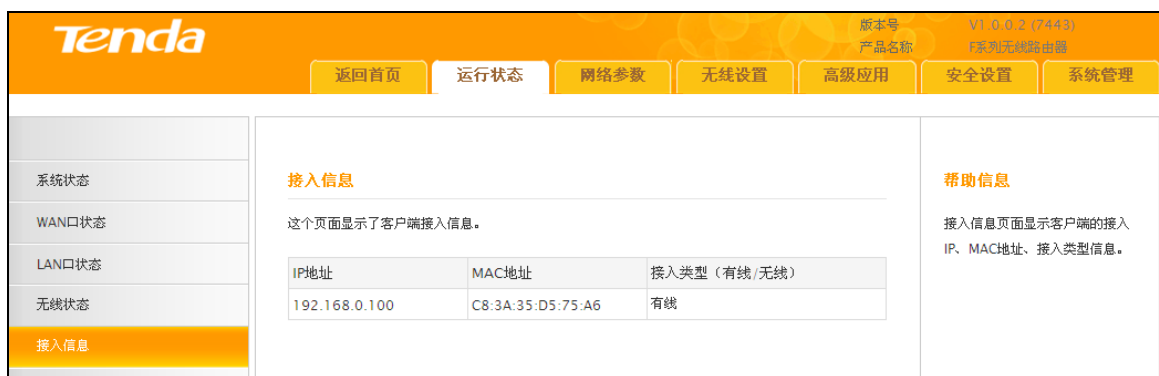 Tenda
版本号 V1.0.0.2 (7443)
产品名称 F系列无线路由器
返回首页 运行状态 网络参数 无线设置 高级应用 安全设置 系统管理
系统状态
WAN口状态
LAN口状态
无线状态
接入信息
接入信息
这个页面显示了客户端接入信息。
IP地址 MAC地址 接入类型（有线/无线）
192.168.0.100 C8:3A:35:D5:75:A6 有线
帮助信息
接入信息页面显示客户端的接入
IP、MAC地址、接入类型信息。